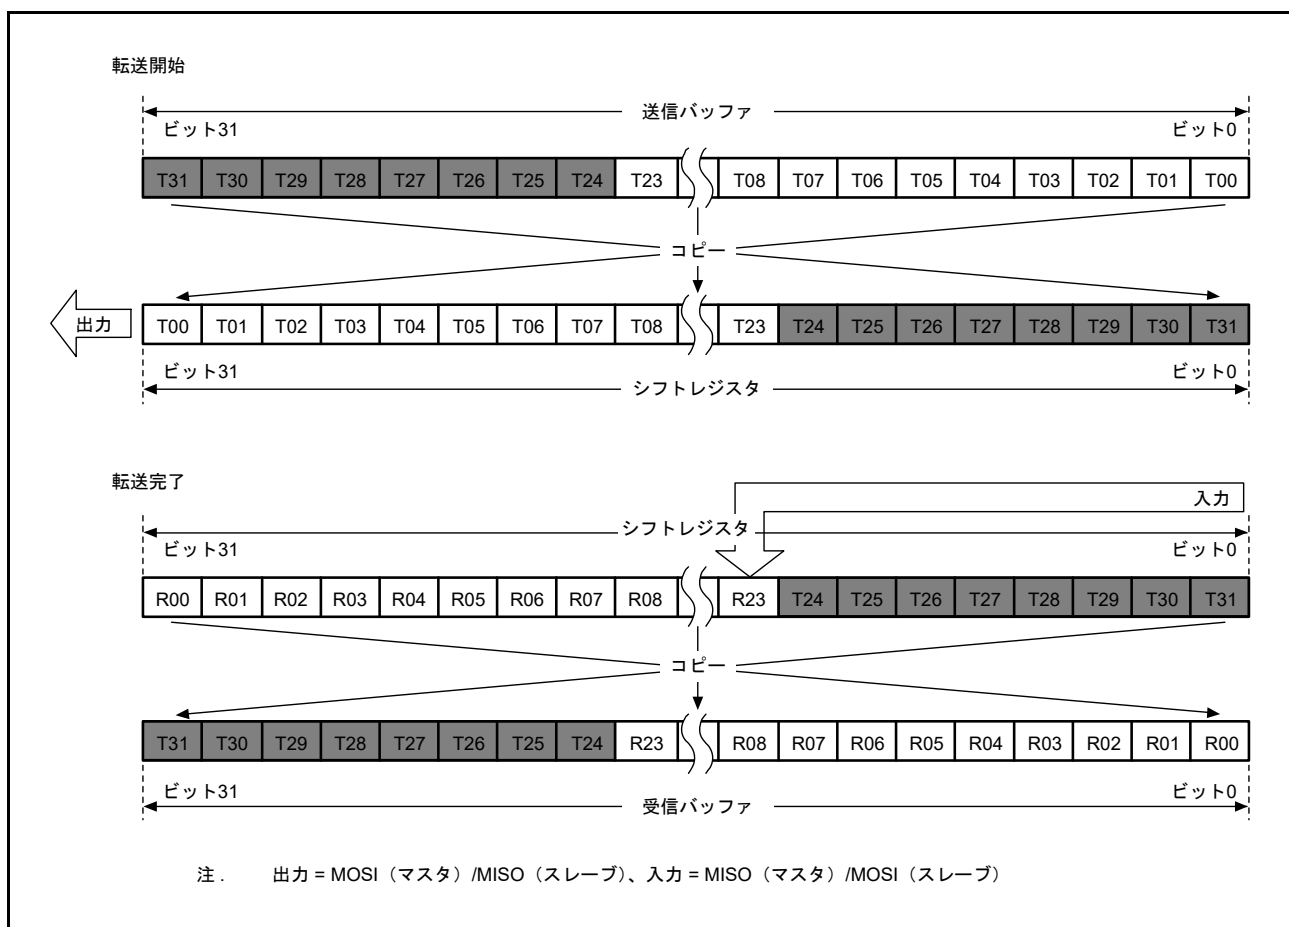 転送開始
送信バッファ
ビット31 ビット0
T31 T30 T29 T28 T27 T26 T25 T24 T23 T08 T07 T06 T05 T04 T03 T02 T01 T00
コピー
出力 T00 T01 T02 T03 T04 T05 T06 T07 T08 T23 T24 T25 T26 T27 T28 T29 T30 T31
ビット31 ビット0
シフトレジスタ
転送完了
入力
シフトレジスタ
ビット31 ビット0
R00 R01 R02 R03 R04 R05 R06 R07 R08 R23 T24 T25 T26 T27 T28 T29 T30 T31
コピー
T31 T30 T29 T28 T27 T26 T25 T24 R23 R08 R07 R06 R05 R04 R03 R02 R01 R00
ビット31 ビット0
受信バッファ
注. 出力 = MOSI（マスタ）/MISO（スレーブ）、入力 = MISO（マスタ）/MOSI（スレーブ）